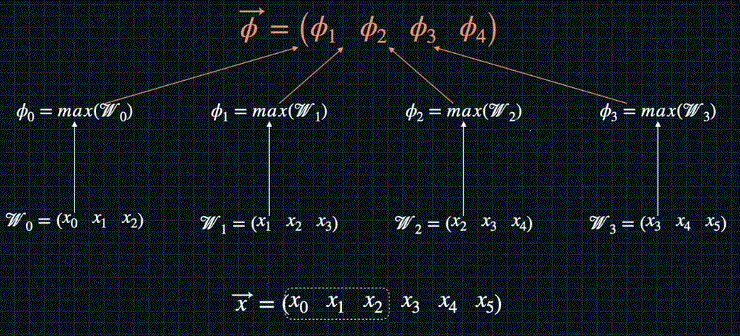 ϕ⃗ = (ϕ₁ ϕ₂ ϕ₃ ϕ₄)
ϕ₀ = max(𝒲₀) ϕ₁ = max(𝒲₁) ϕ₂ = max(𝒲₂) ϕ₃ = max(𝒲₃)
𝒲₀ = (x₀ x₁ x₂) 𝒲₁ = (x₁ x₂ x₃) 𝒲₂ = (x₂ x₃ x₄) 𝒲₃ = (x₃ x₄ x₅)
x⃗ = (x₀ x₁ x₂ x₃ x₄ x₅)